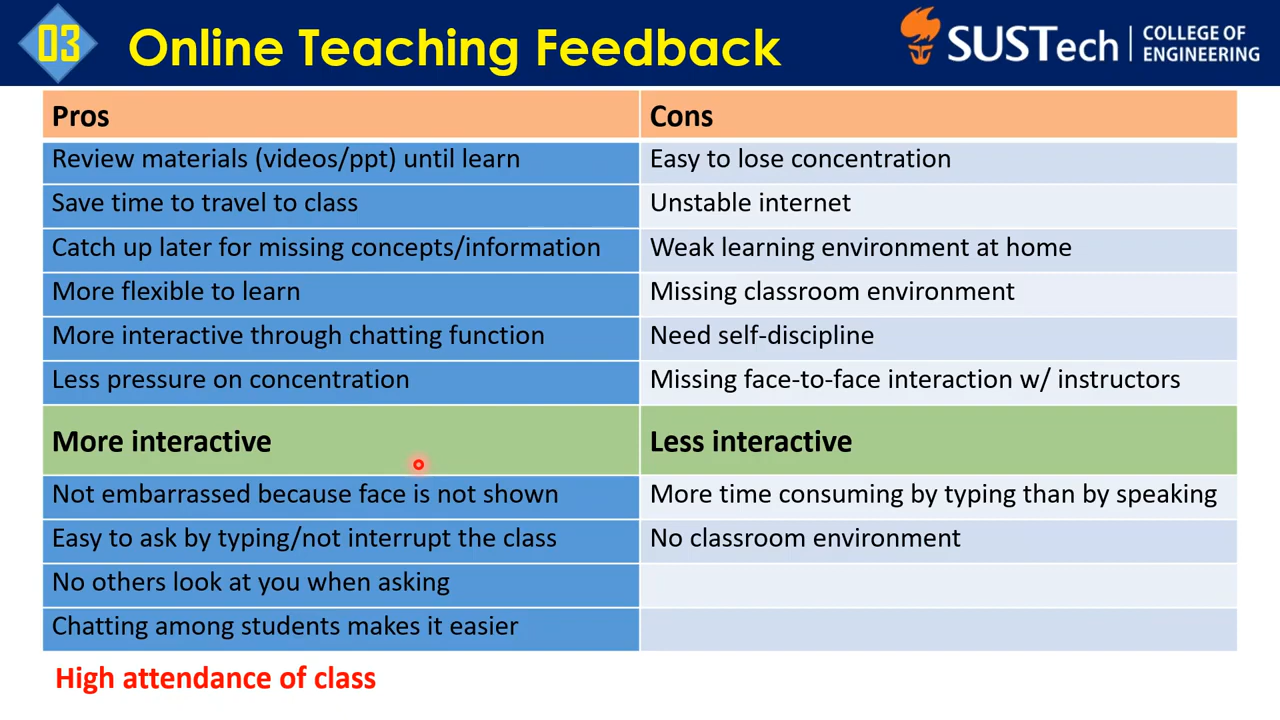 03
Online Teaching Feedback
SUSTech
COLLEGE OF
ENGINEERING
Pros
Cons
Review materials (videos/ppt) until learn
Easy to lose concentration
Save time to travel to class
Unstable internet
Catch up later for missing concepts/information
Weak learning environment at home
More flexible to learn
Missing classroom environment
More interactive through chatting function
Need self-discipline
Less pressure on concentration
Missing face-to-face interaction w/ instructors
More interactive
Less interactive
Not embarrassed because face is not shown
More time consuming by typing than by speaking
Easy to ask by typing/not interrupt the class
No classroom environment
No others look at you when asking
Chatting among students makes it easier
High attendance of class